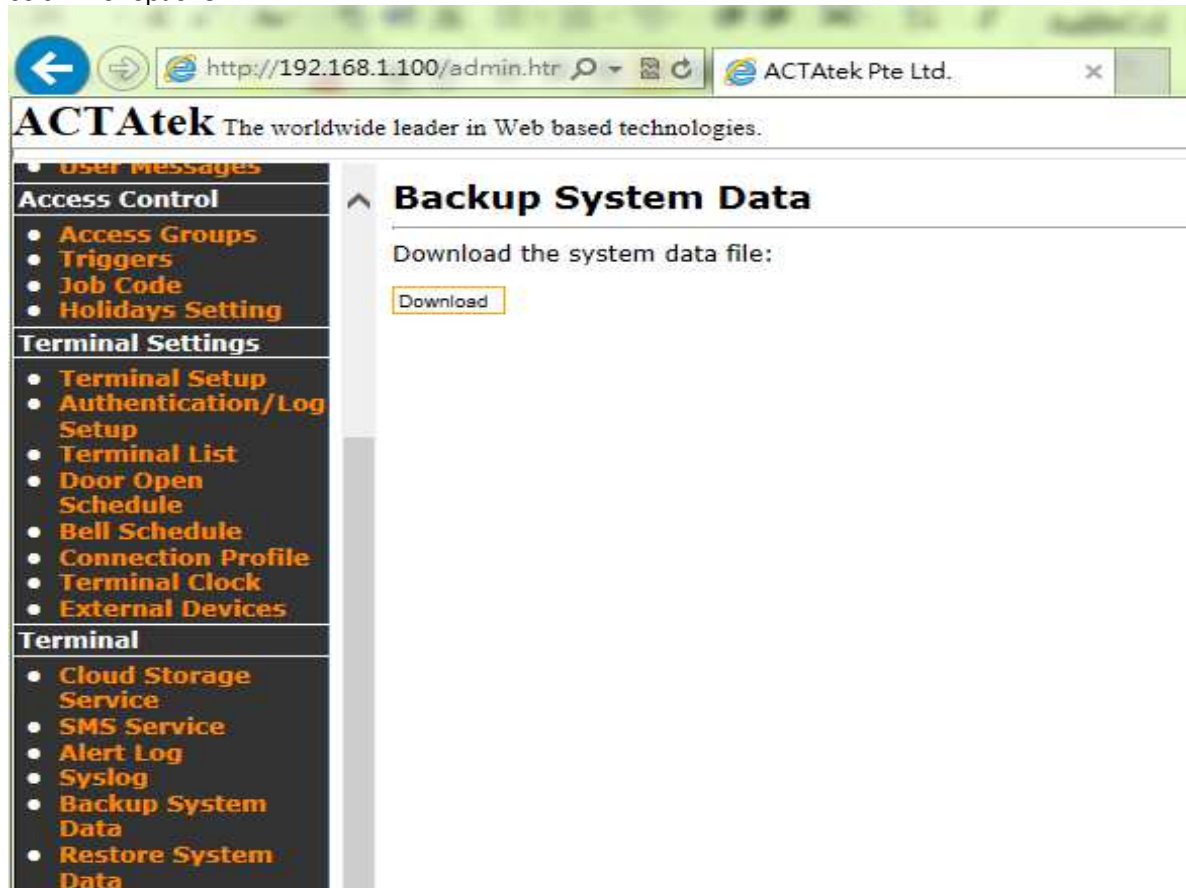 http://192.168.1.100/admin.htr
ACTAtek Pte Ltd.
ACTAtek The worldwide leader in Web based technologies.
User Messages
Access Control
Access Groups
Triggers
Job Code
Holidays Setting
Terminal Settings
Terminal Setup
Authentication/Log
Setup
Terminal List
Door Open
Schedule
Bell Schedule
Connection Profile
Terminal Clock
External Devices
Terminal
Cloud Storage
Service
SMS Service
Alert Log
Syslog
Backup System
Data
Restore System
Data
Backup System Data
Download the system data file:
Download